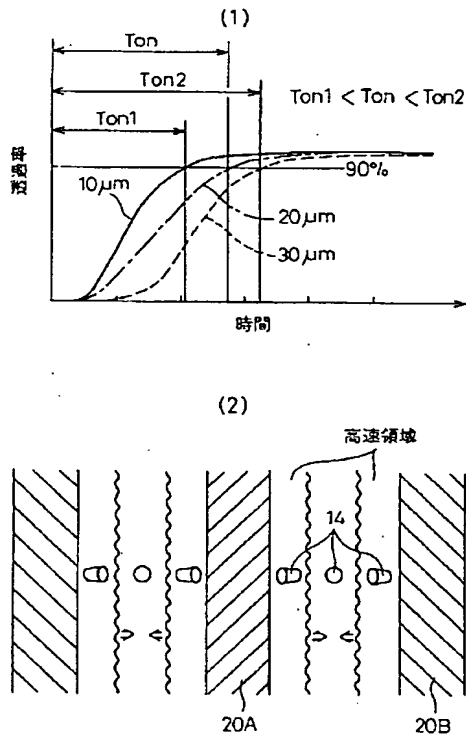 (1)
Ton
Ton2
Ton1
Ton1 < Ton < Ton2
透過率
90%
10μm
20μm
30μm
時間
(2)
高速領域
14
20A
20B